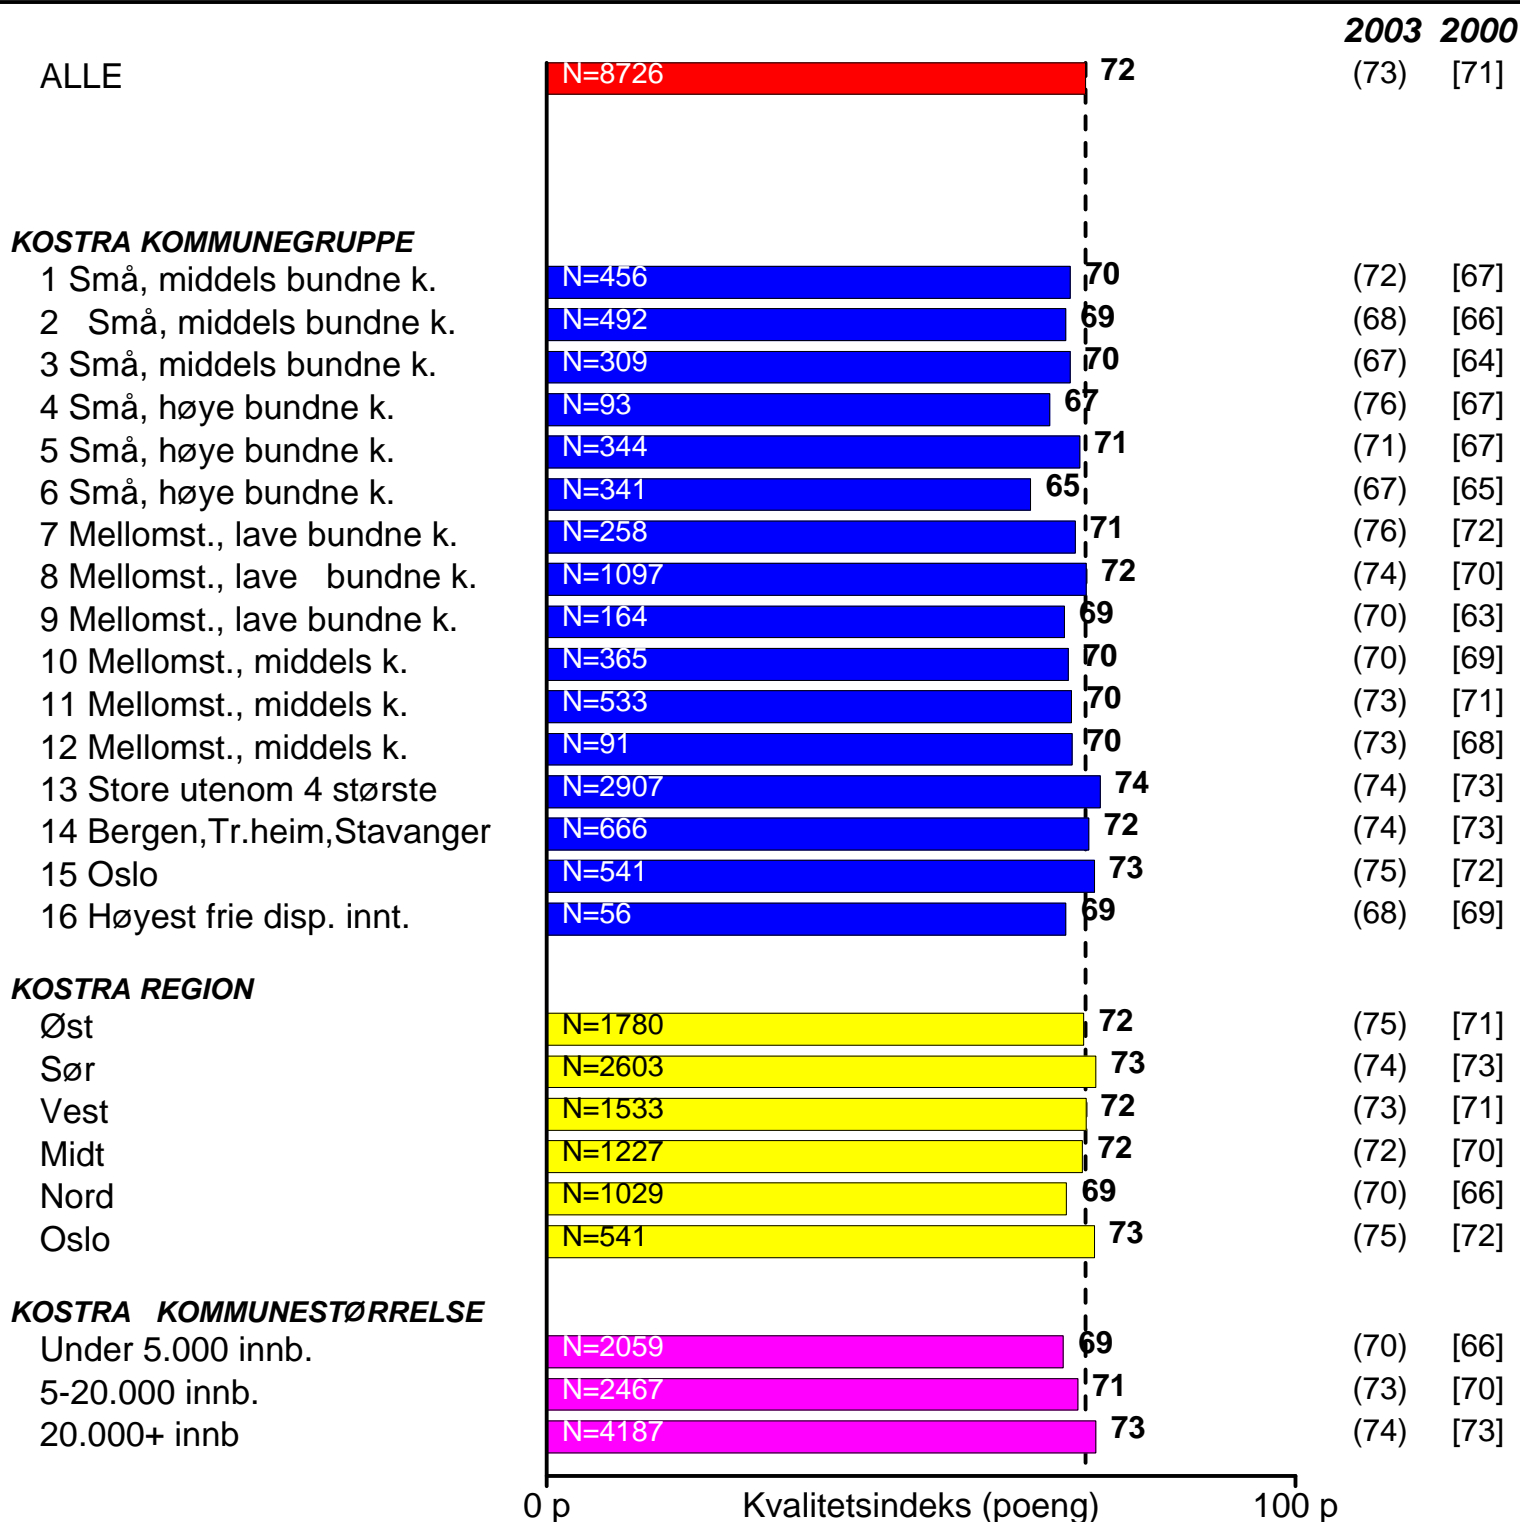 2003 2000
ALLE N=8726 72 (73) [71]
KOSTRA KOMMUNEGRUPPE
1 Små, middels bundne k. N=456 70 (72) [67]
2 Små, middels bundne k. N=492 69 (68) [66]
3 Små, middels bundne k. N=309 70 (67) [64]
4 Små, høye bundne k. N=93 67 (76) [67]
5 Små, høye bundne k. N=344 71 (71) [67]
6 Små, høye bundne k. N=341 65 (67) [65]
7 Mellomst., lave bundne k. N=258 71 (76) [72]
8 Mellomst., lave bundne k. N=1097 72 (74) [70]
9 Mellomst., lave bundne k. N=164 69 (70) [63]
10 Mellomst., middels k. N=365 70 (70) [69]
11 Mellomst., middels k. N=533 70 (73) [71]
12 Mellomst., middels k. N=91 70 (73) [68]
13 Store utenom 4 største N=2907 74 (74) [73]
14 Bergen,Tr.heim,Stavanger N=666 72 (74) [73]
15 Oslo N=541 73 (75) [72]
16 Høyest frie disp. innt. N=56 69 (68) [69]
KOSTRA REGION
Øst N=1780 72 (75) [71]
Sør N=2603 73 (74) [73]
Vest N=1533 72 (73) [71]
Midt N=1227 72 (72) [70]
Nord N=1029 69 (70) [66]
Oslo N=541 73 (75) [72]
KOSTRA KOMMUNESTØRRELSE
Under 5.000 innb. N=2059 69 (70) [66]
5-20.000 innb. N=2467 71 (73) [70]
20.000+ innb N=4187 73 (74) [73]
0 p Kvalitetsindeks (poeng) 100 p